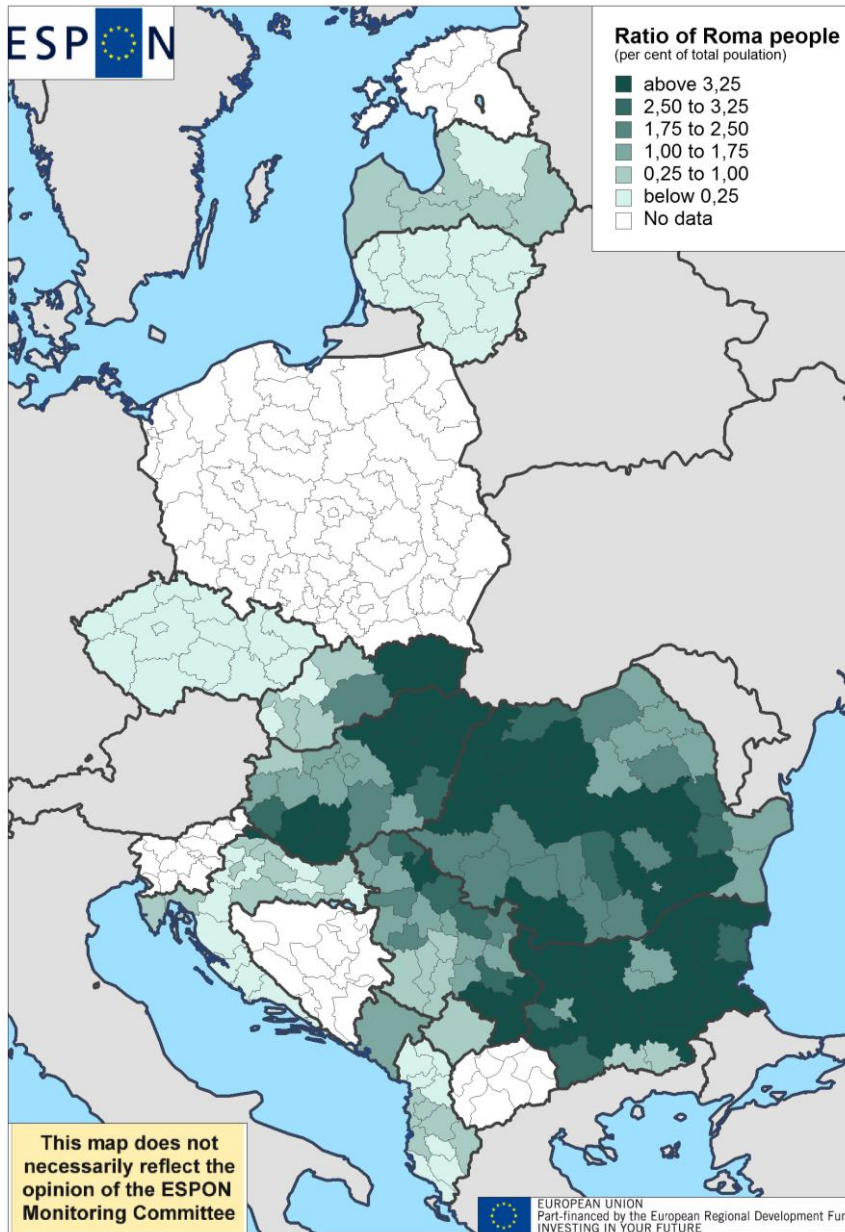 ESPON
Ratio of Roma people
(per cent of total poulation)
above 3,25
2,50 to 3,25
1,75 to 2,50
1,00 to 1,75
0,25 to 1,00
below 0,25
No data
This map does not
necessarily reflect the
opinion of the ESPON
Monitoring Committee
EUROPEAN UNION
Part-financed by the European Regional Development Fun
INVESTING IN YOUR FUTURE